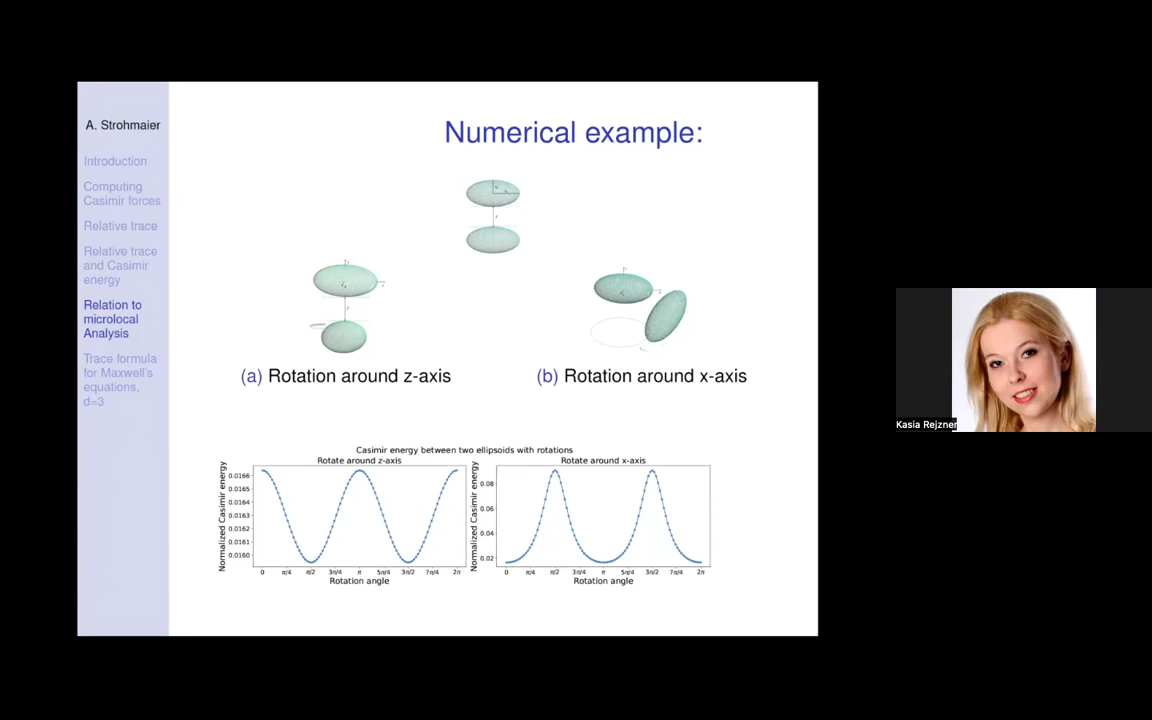 A. Strohmaier
Introduction
Computing
Casimir forces
Relative trace
Relative trace
and Casimir
energy
Relation to
microlocal
Analysis
Trace formula
for Maxwell's
equations,
d=3
Numerical example:
(a) Rotation around z-axis
(b) Rotation around x-axis
Casimir energy between two ellipsoids with rotations
Rotate around z-axis
Normalized Casimir energy
0.0166
0.0165
0.0164
0.0163
0.0162
0.0161
0.0160
0 π/4 π/2 3π/4 π 5π/4 3π/2 7π/4 2π
Rotation angle
Rotate around x-axis
Normalized Casimir energy
0.08
0.06
0.04
0.02
0 π/4 π/2 3π/4 π 5π/4 3π/2 7π/4 2π
Rotation angle
Kasia Rejzner